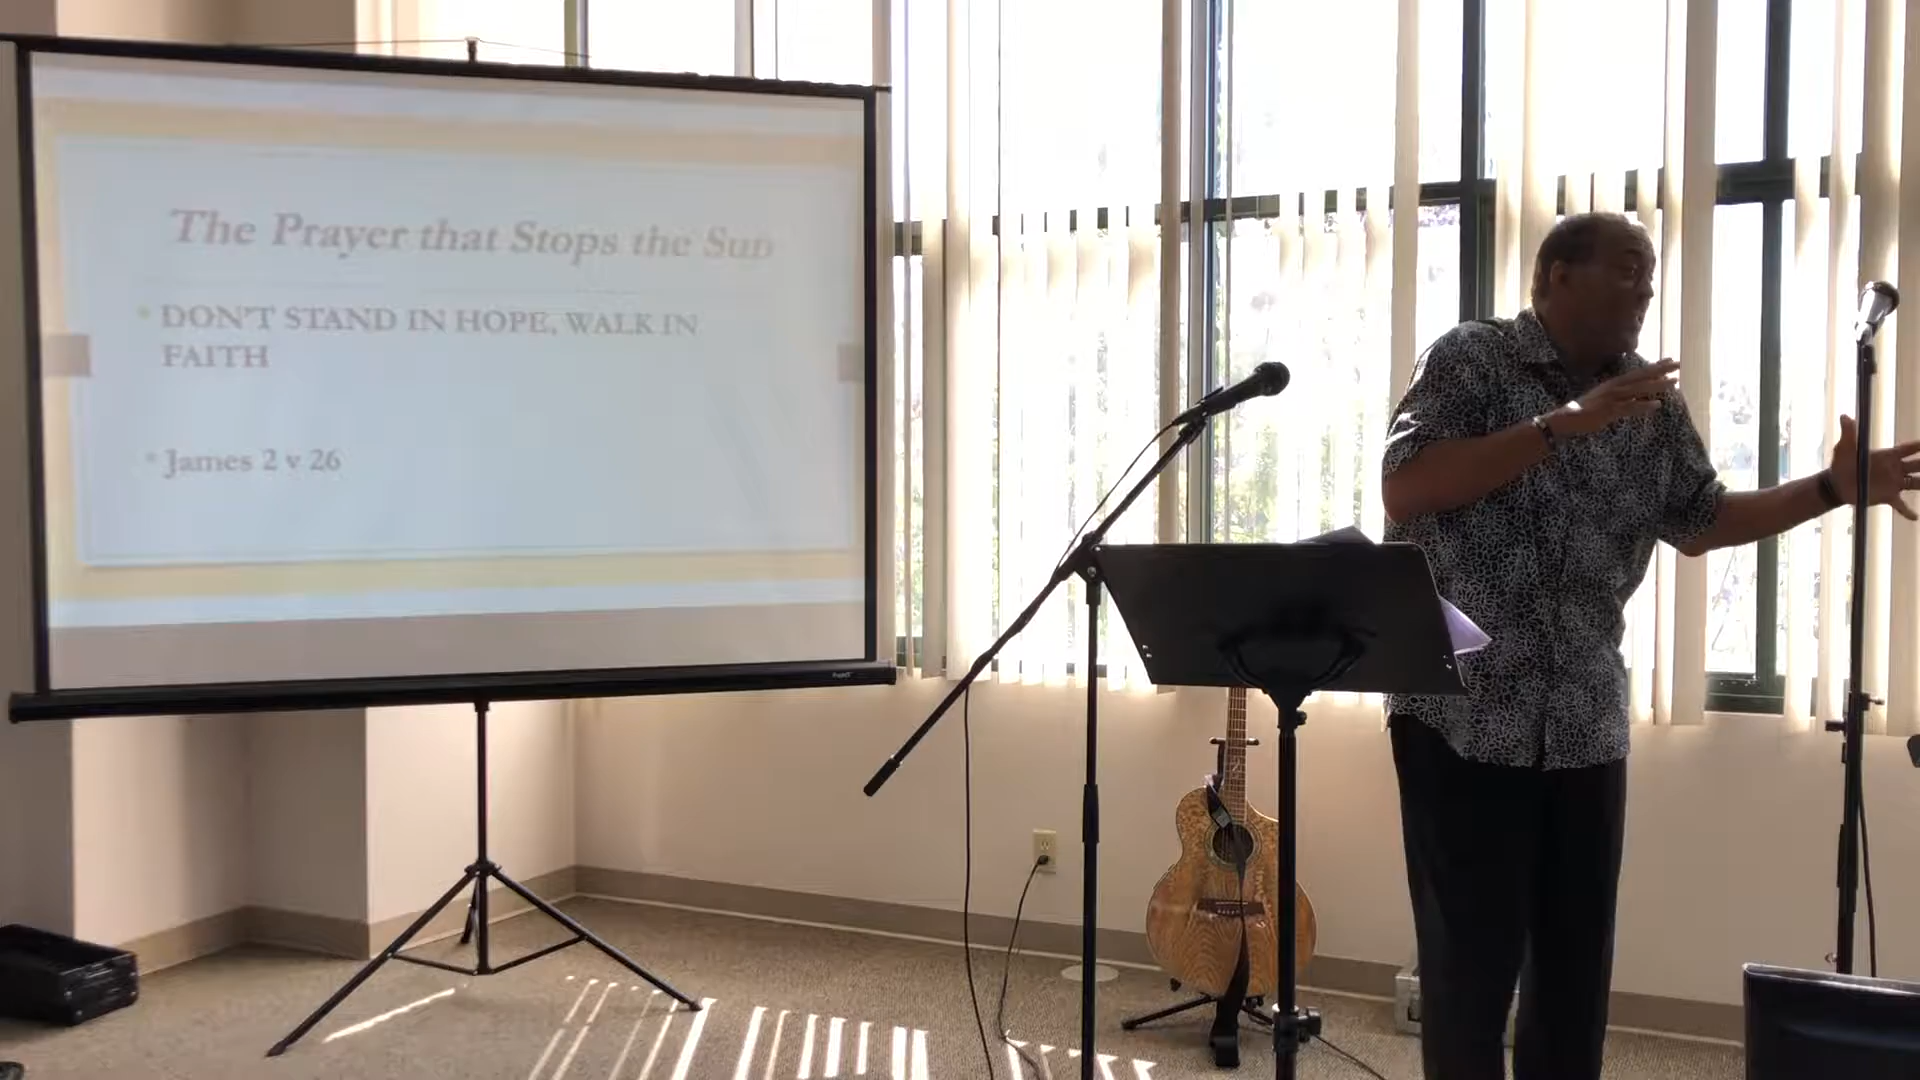 The Prayer that Stops the Sun
DON'T STAND IN HOPE, WALK IN
FAITH
James 2 v 26